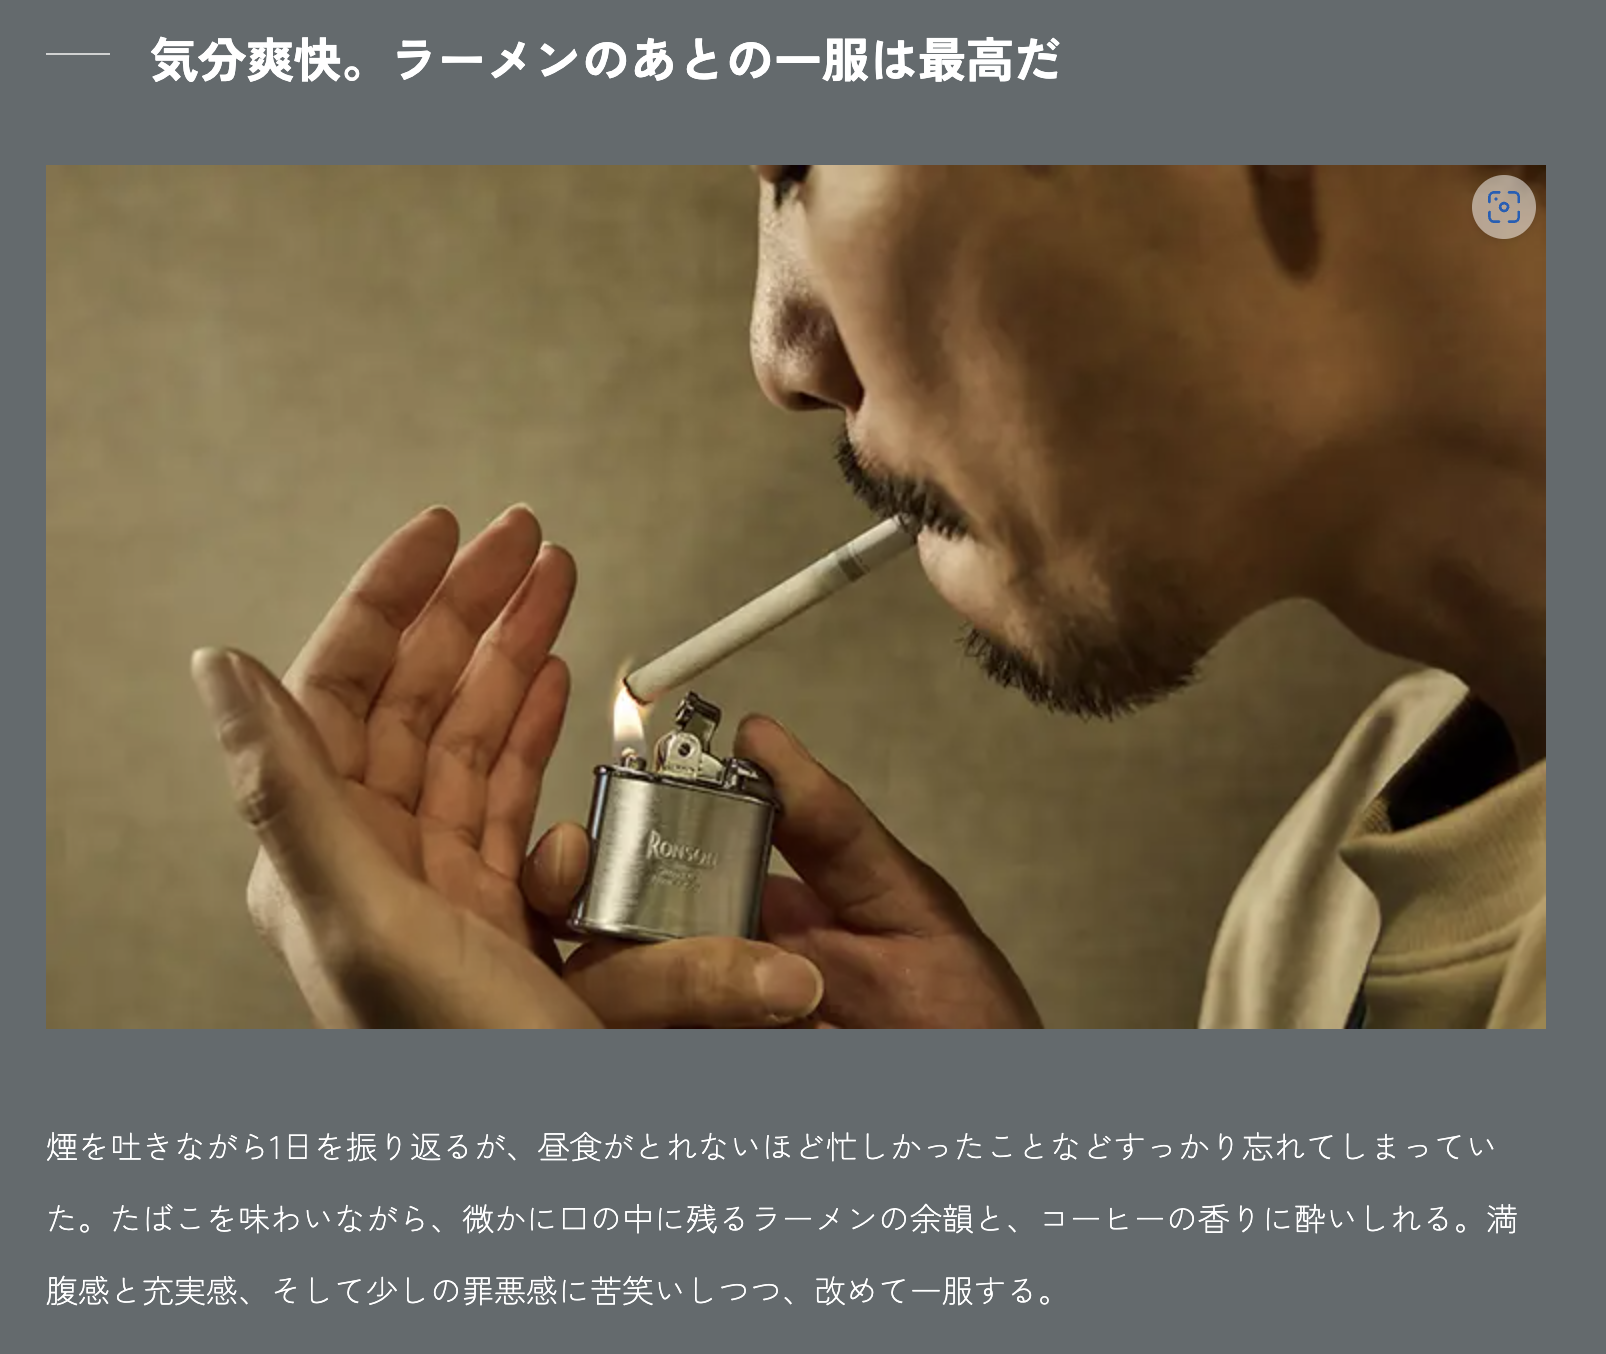 気分爽快。ラーメンのあとの一服は最高だ
RONSON
煙を吐きながら1日を振り返るが、昼食がとれないほど忙しかったことなどすっかり忘れてしまってい
た。たばこを味わいながら、微かに口の中に残るラーメンの余韻と、コーヒーの香りに酔いしれる。満
腹感と充実感、そして少しの罪悪感に苦笑いしつつ、改めて一服する。